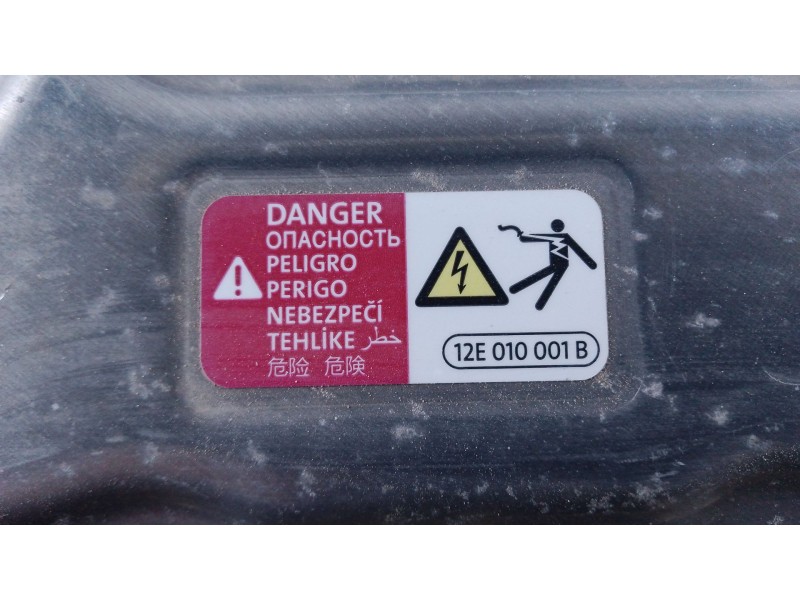 DANGER
ОПАСНОСТЬ
PELIGRO
PERIGO
NEBEZPEČÍ
TEHLİKE خطر
危险 危険
12E 010 001 B